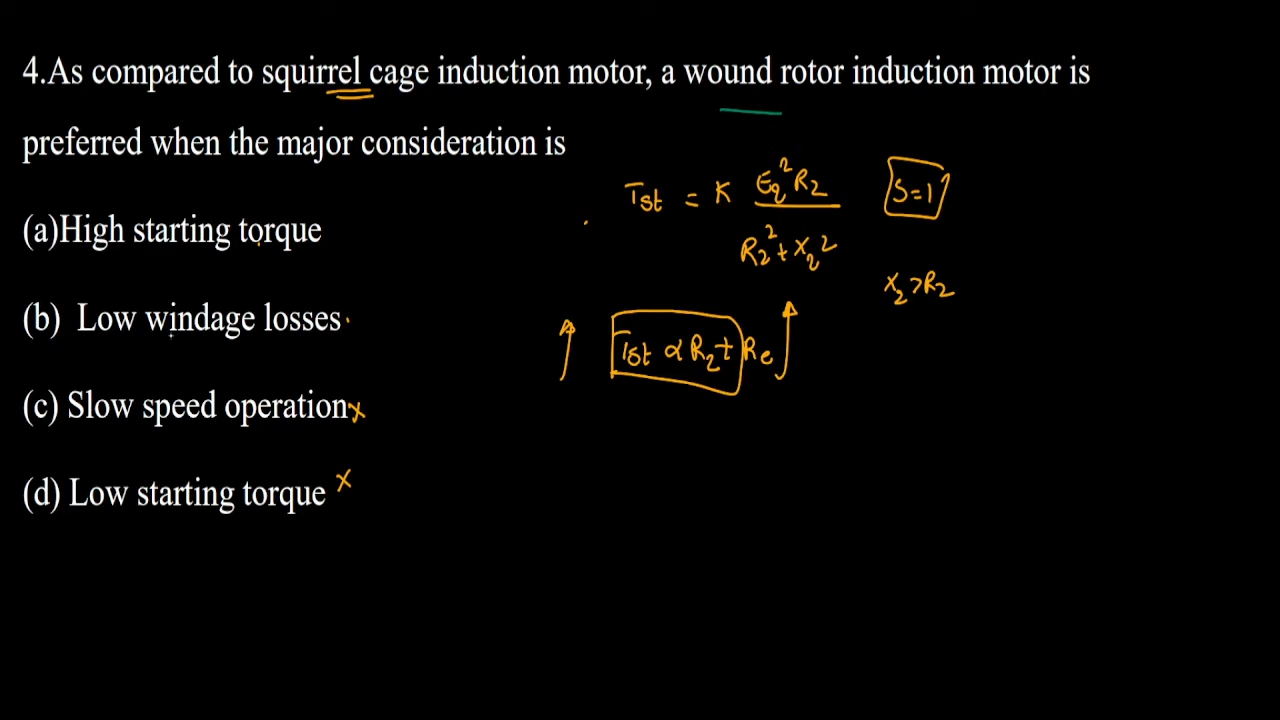 4.As compared to squirrel cage induction motor, a wound rotor induction motor is
preferred when the major consideration is
(a)High starting torque
(b) Low windage losses
(c) Slow speed operation x
(d) Low starting torque x
Tst = K E2² R2 / R2² + X2² S=1
X2 > R2
Tst ∝ R2 + Re